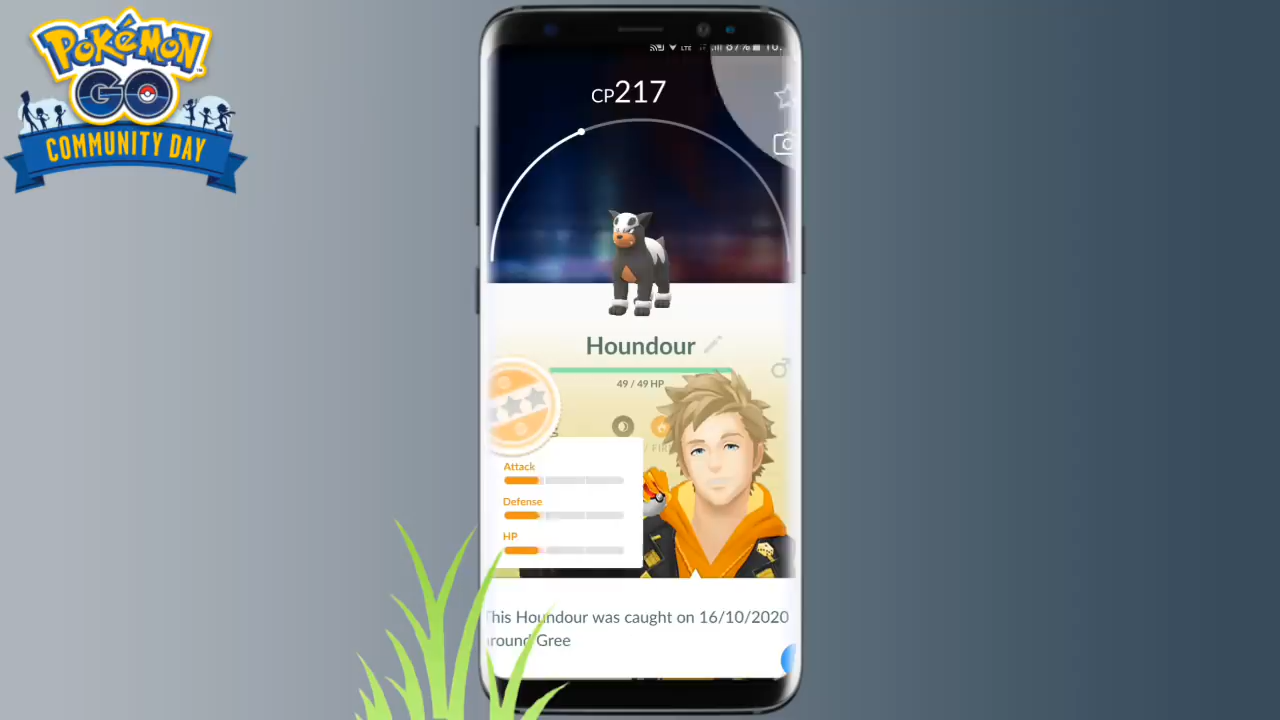 POKÉMON
GO
COMMUNITY DAY
LTE
CP217
Houndour
49 / 49 HP
Attack
Defense
HP
This Houndour was caught on 16/10/2020
around Gree